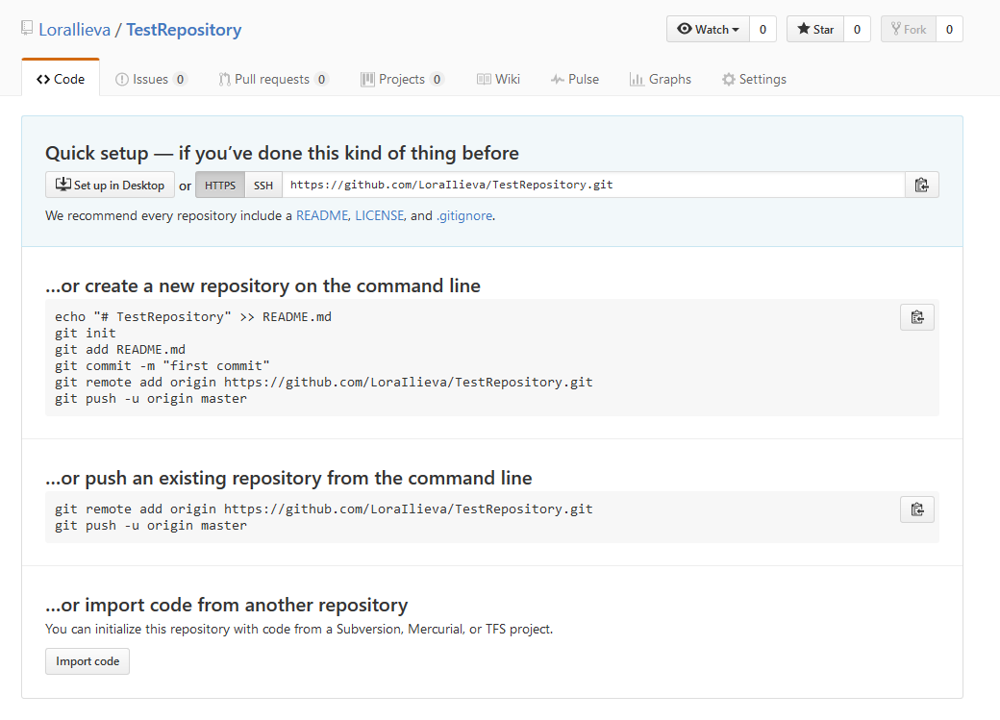 LoraIlieva / TestRepository
Watch 0 Star 0 Fork 0
Code Issues 0 Pull requests 0 Projects 0 Wiki Pulse Graphs Settings
Quick setup — if you’ve done this kind of thing before
Set up in Desktop or HTTPS SSH https://github.com/LoraIlieva/TestRepository.git
We recommend every repository include a README, LICENSE, and .gitignore.
…or create a new repository on the command line
echo "# TestRepository" >> README.md
git init
git add README.md
git commit -m "first commit"
git remote add origin https://github.com/LoraIlieva/TestRepository.git
git push -u origin master
…or push an existing repository from the command line
git remote add origin https://github.com/LoraIlieva/TestRepository.git
git push -u origin master
…or import code from another repository
You can initialize this repository with code from a Subversion, Mercurial, or TFS project.
Import code